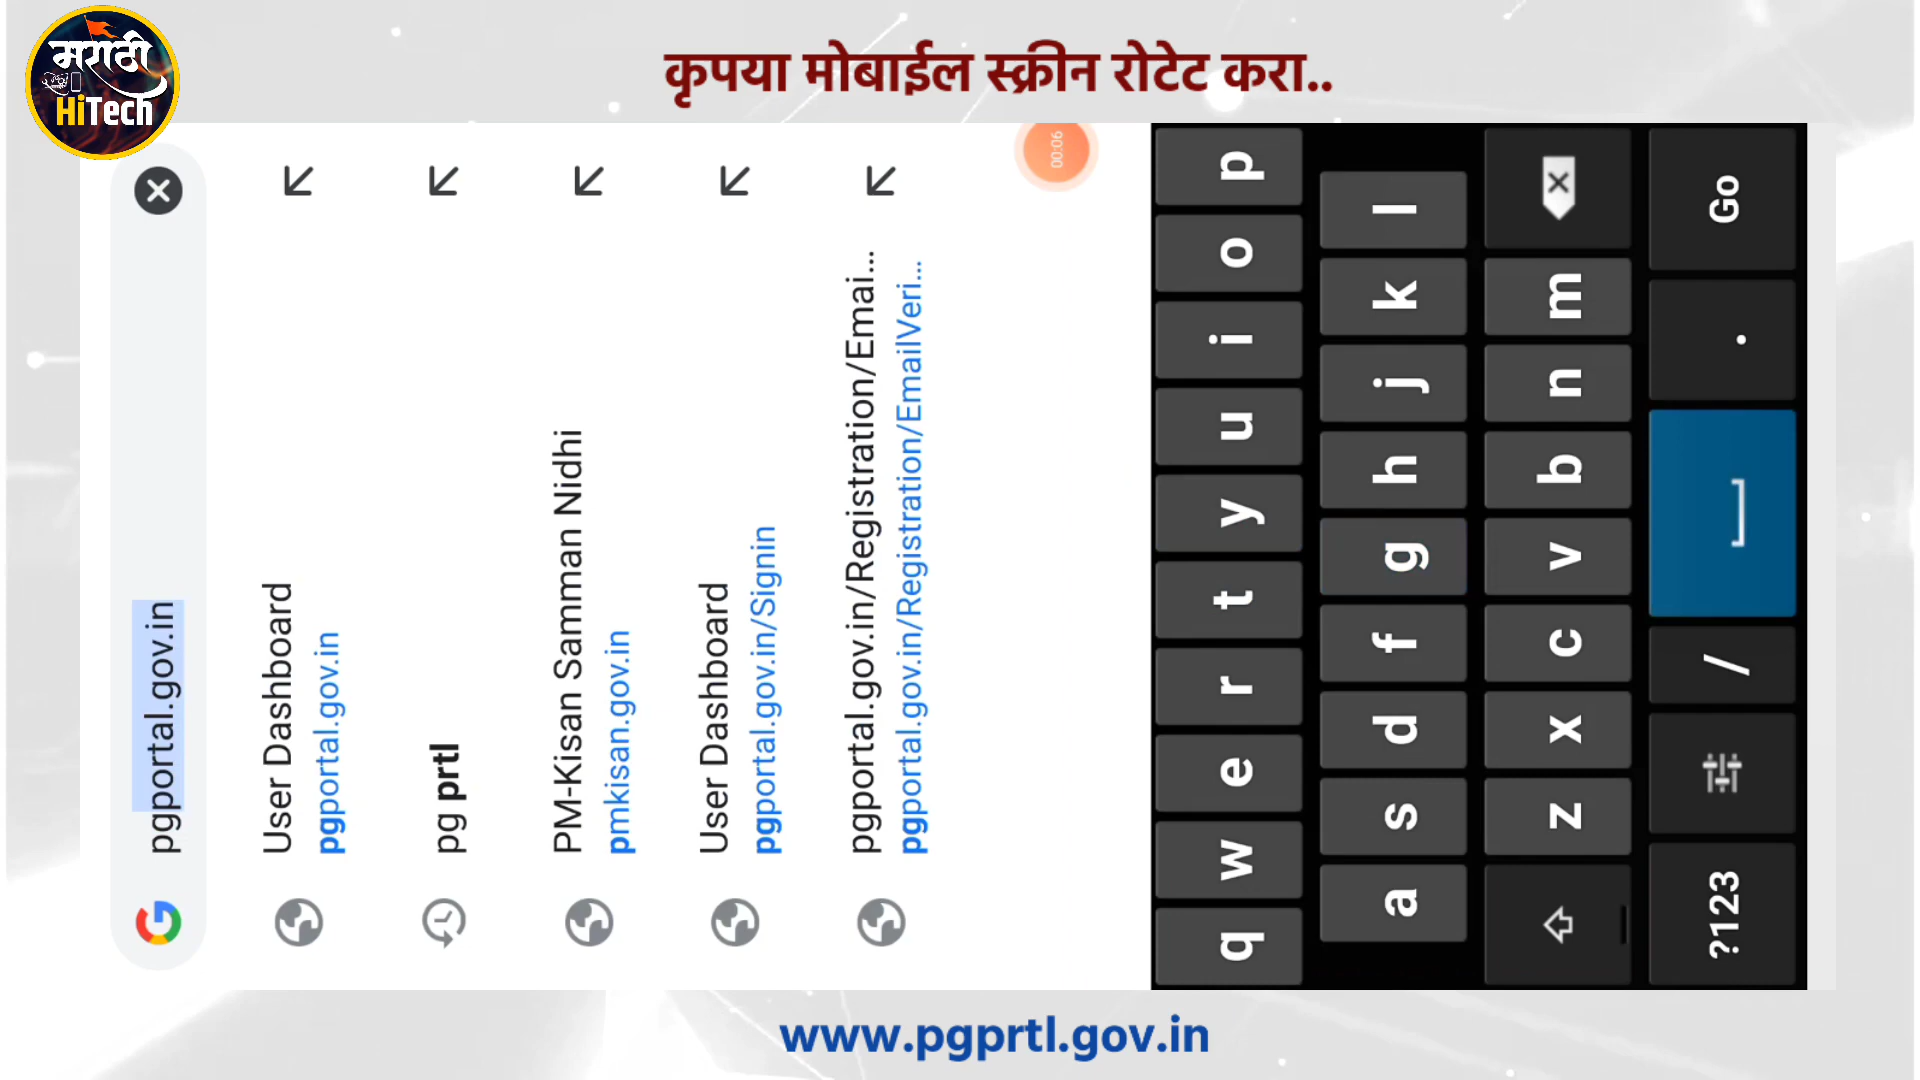 मराठी
HiTech
कृपया मोबाईल स्क्रीन रोटेट करा..
pgportal.gov.in
User Dashboard
pgportal.gov.in
pg prtl
PM-Kisan Samman Nidhi
pmkisan.gov.in
User Dashboard
pgportal.gov.in/Signin
pgportal.gov.in/Registration/Emai...
pgportal.gov.in/Registration/EmailVeri...
00:06
q w e r t y u i o p
a s d f g h j k l
z x c v b n m
?123 / . Go
www.pgprtl.gov.in